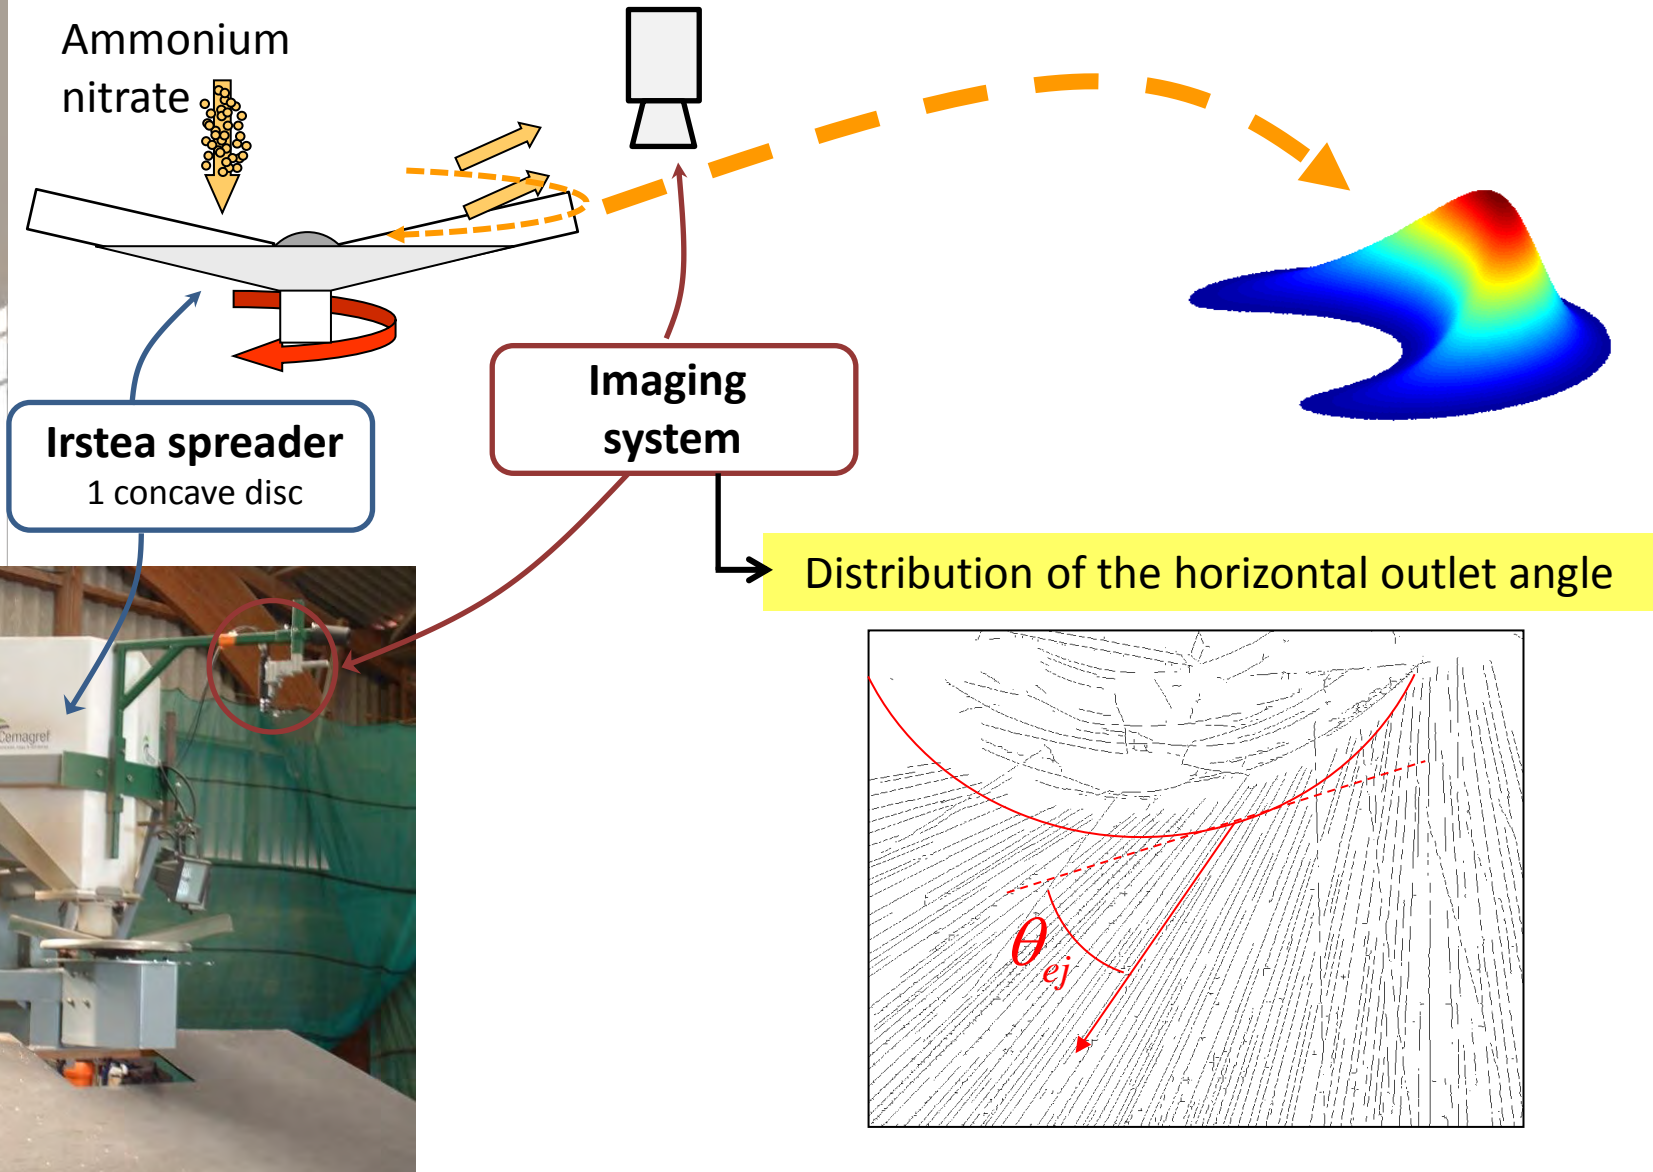 Ammonium
nitrate
Imaging
system
Irstea spreader
1 concave disc
Distribution of the horizontal outlet angle
Cemagref
θej